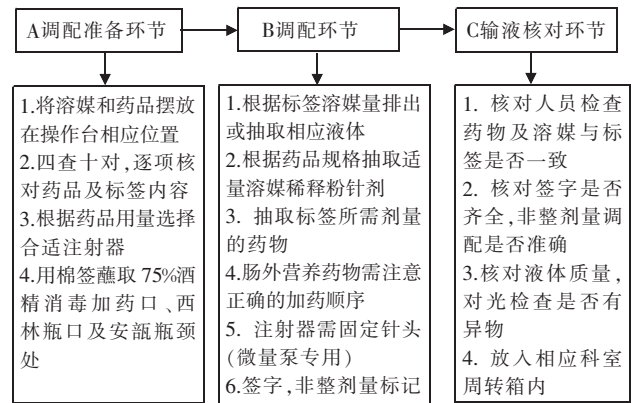 A调配准备环节
B调配环节
C输液核对环节
1.将溶媒和药品摆放
在操作台相应位置
2.四查十对,逐项核
对药品及标签内容
3.根据药品用量选择
合适注射器
4.用棉签蘸取 75%酒
精消毒加药口、西
林瓶口及安瓿瓶颈
处
1.根据标签溶媒量排出
或抽取相应液体
2.根据药品规格抽取适
量溶媒稀释粉针剂
3. 抽取标签所需剂量
的药物
4.肠外营养药物需注意
正确的加药顺序
5. 注射器需固定针头
(微量泵专用)
6.签字,非整剂量标记
1. 核对人员检查
药物及溶媒与标
签是否一致
2. 核对签字是否
齐全,非整剂量调
配是否准确
3.核对液体质量,
对光检查是否有
异物
4. 放入相应科室
周转箱内